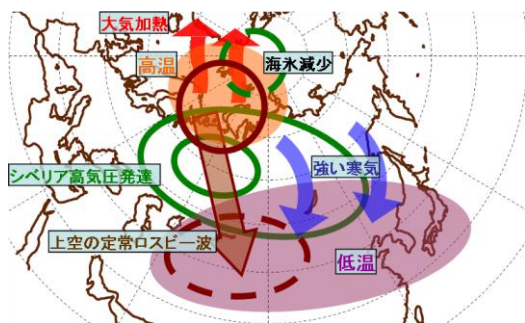 大気加熱
高温
海氷減少
シベリア高気圧発達
強い寒気
上空の定常ロスビー波
低温